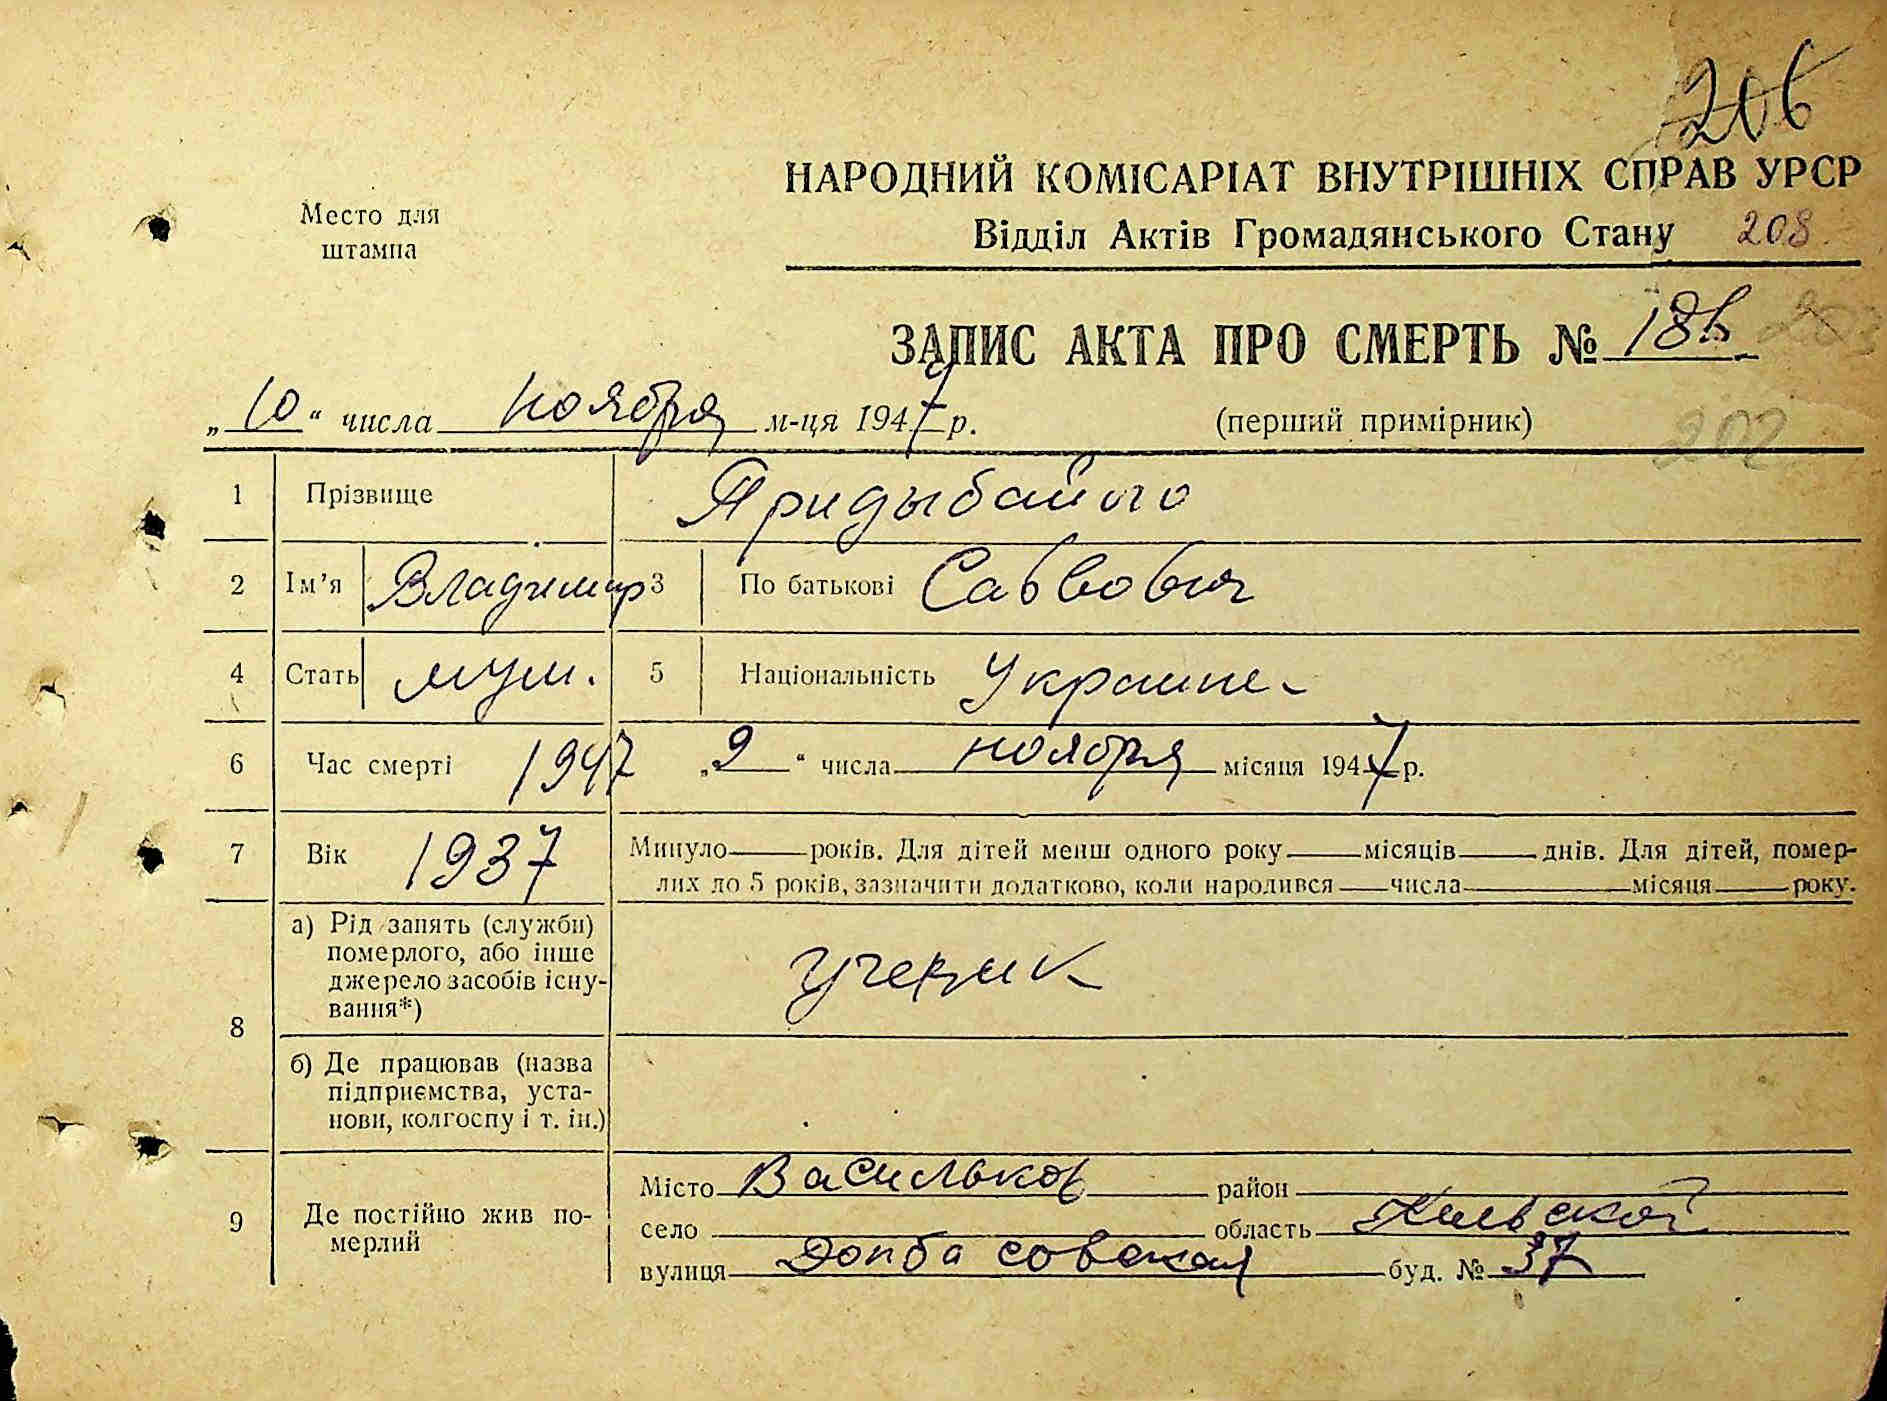 206
Место для
штампа
НАРОДНИЙ КОМІСАРІАТ ВНУТРІШНІХ СПРАВ УРСР
Відділ Актів Громадянського Стану 208
ЗАПИС АКТА ПРО СМЕРТЬ №
„10“ числа ноября м-ця 1947 р. (перший примірник) 202
1 Прізвище
2 Ім’я Владимир 3 По батькові Саввович
4 Стать муж. 5 Національність Украине
6 Час смерті 1947 „9“ числа ноября місяця 1947 р.
7 Вік 1937 Минуло — років. Для дітей менш одного року — місяців — днів. Для дітей, помер-
лих до 5 років, зазначити додатково, коли народився — числа — місяця — року.
8 а) Рід занять (служби)
померлого, або інше
джерело засобів існу-
вання*)
ученик
б) Де працював (назва
підприємства, уста-
нови, колгоспу і т. ін.)
9 Де постійно жив по-
мерлий
Місто Васильков район
село область Киевской
вулиця буд. № 37